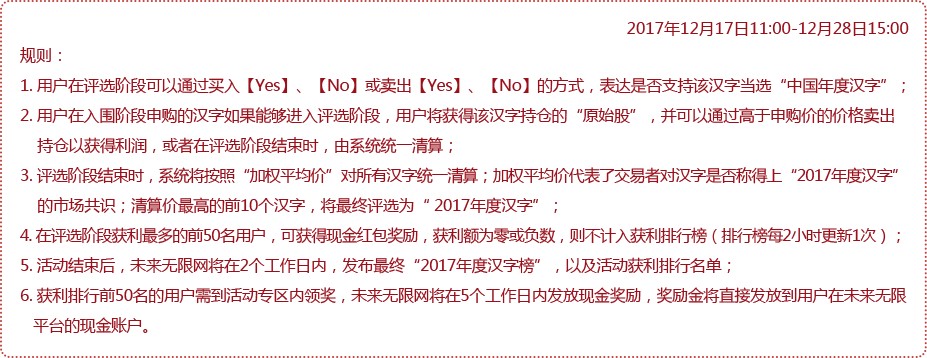 2017年12月17日11:00-12月28日15:00
规则：
1. 用户在评选阶段可以通过买入【Yes】、【No】或卖出【Yes】、【No】的方式，表达是否支持该汉字当选“中国年度汉字”；
2. 用户在入围阶段申购的汉字如果能够进入评选阶段，用户将获得该汉字持仓的“原始股”，并可以通过高于申购价的价格卖出
持仓以获得利润，或者在评选阶段结束时，由系统统一清算；
3. 评选阶段结束时，系统将按照“加权平均价”对所有汉字统一清算；加权平均价代表了交易者对汉字是否称得上“2017年度汉字”
的市场共识；清算价最高的前10个汉字，将最终评选为“ 2017年度汉字”；
4. 在评选阶段获利最多的前50名用户，可获得现金红包奖励，获利额为零或负数，则不计入获利排行榜（排行榜每2小时更新1次）；
5. 活动结束后，未来无限网将在2个工作日内，发布最终“2017年度汉字榜”，以及活动获利排行名单；
6. 获利排行前50名的用户需到活动专区内领奖，未来无限网将在5个工作日内发放现金奖励，奖励金将直接发放到用户在未来无限
平台的现金账户。